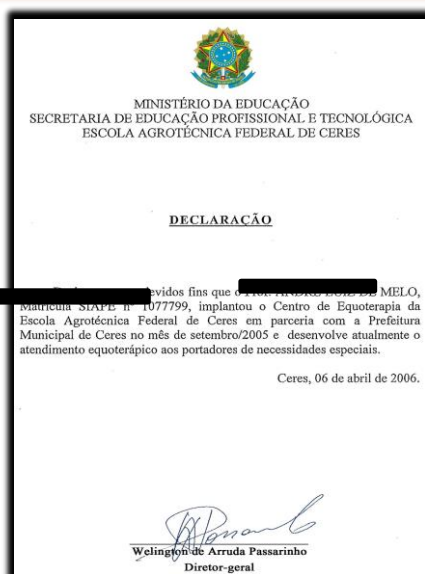 MINISTÉRIO DA EDUCAÇÃO
SECRETARIA DE EDUCAÇÃO PROFISSIONAL E TECNOLÓGICA
ESCOLA AGROTÉCNICA FEDERAL DE CERES
DECLARAÇÃO
fins que o MELO,
Matrícula SIAPE nº 1077799, implantou o Centro de Equoterapia da
Escola Agrotécnica Federal de Ceres em parceria com a Prefeitura
Municipal de Ceres no mês de setembro/2005 e desenvolve atualmente o
atendimento equoterápico aos portadores de necessidades especiais.
Ceres, 06 de abril de 2006.
Welington de Arruda Passarinho
Diretor-geral